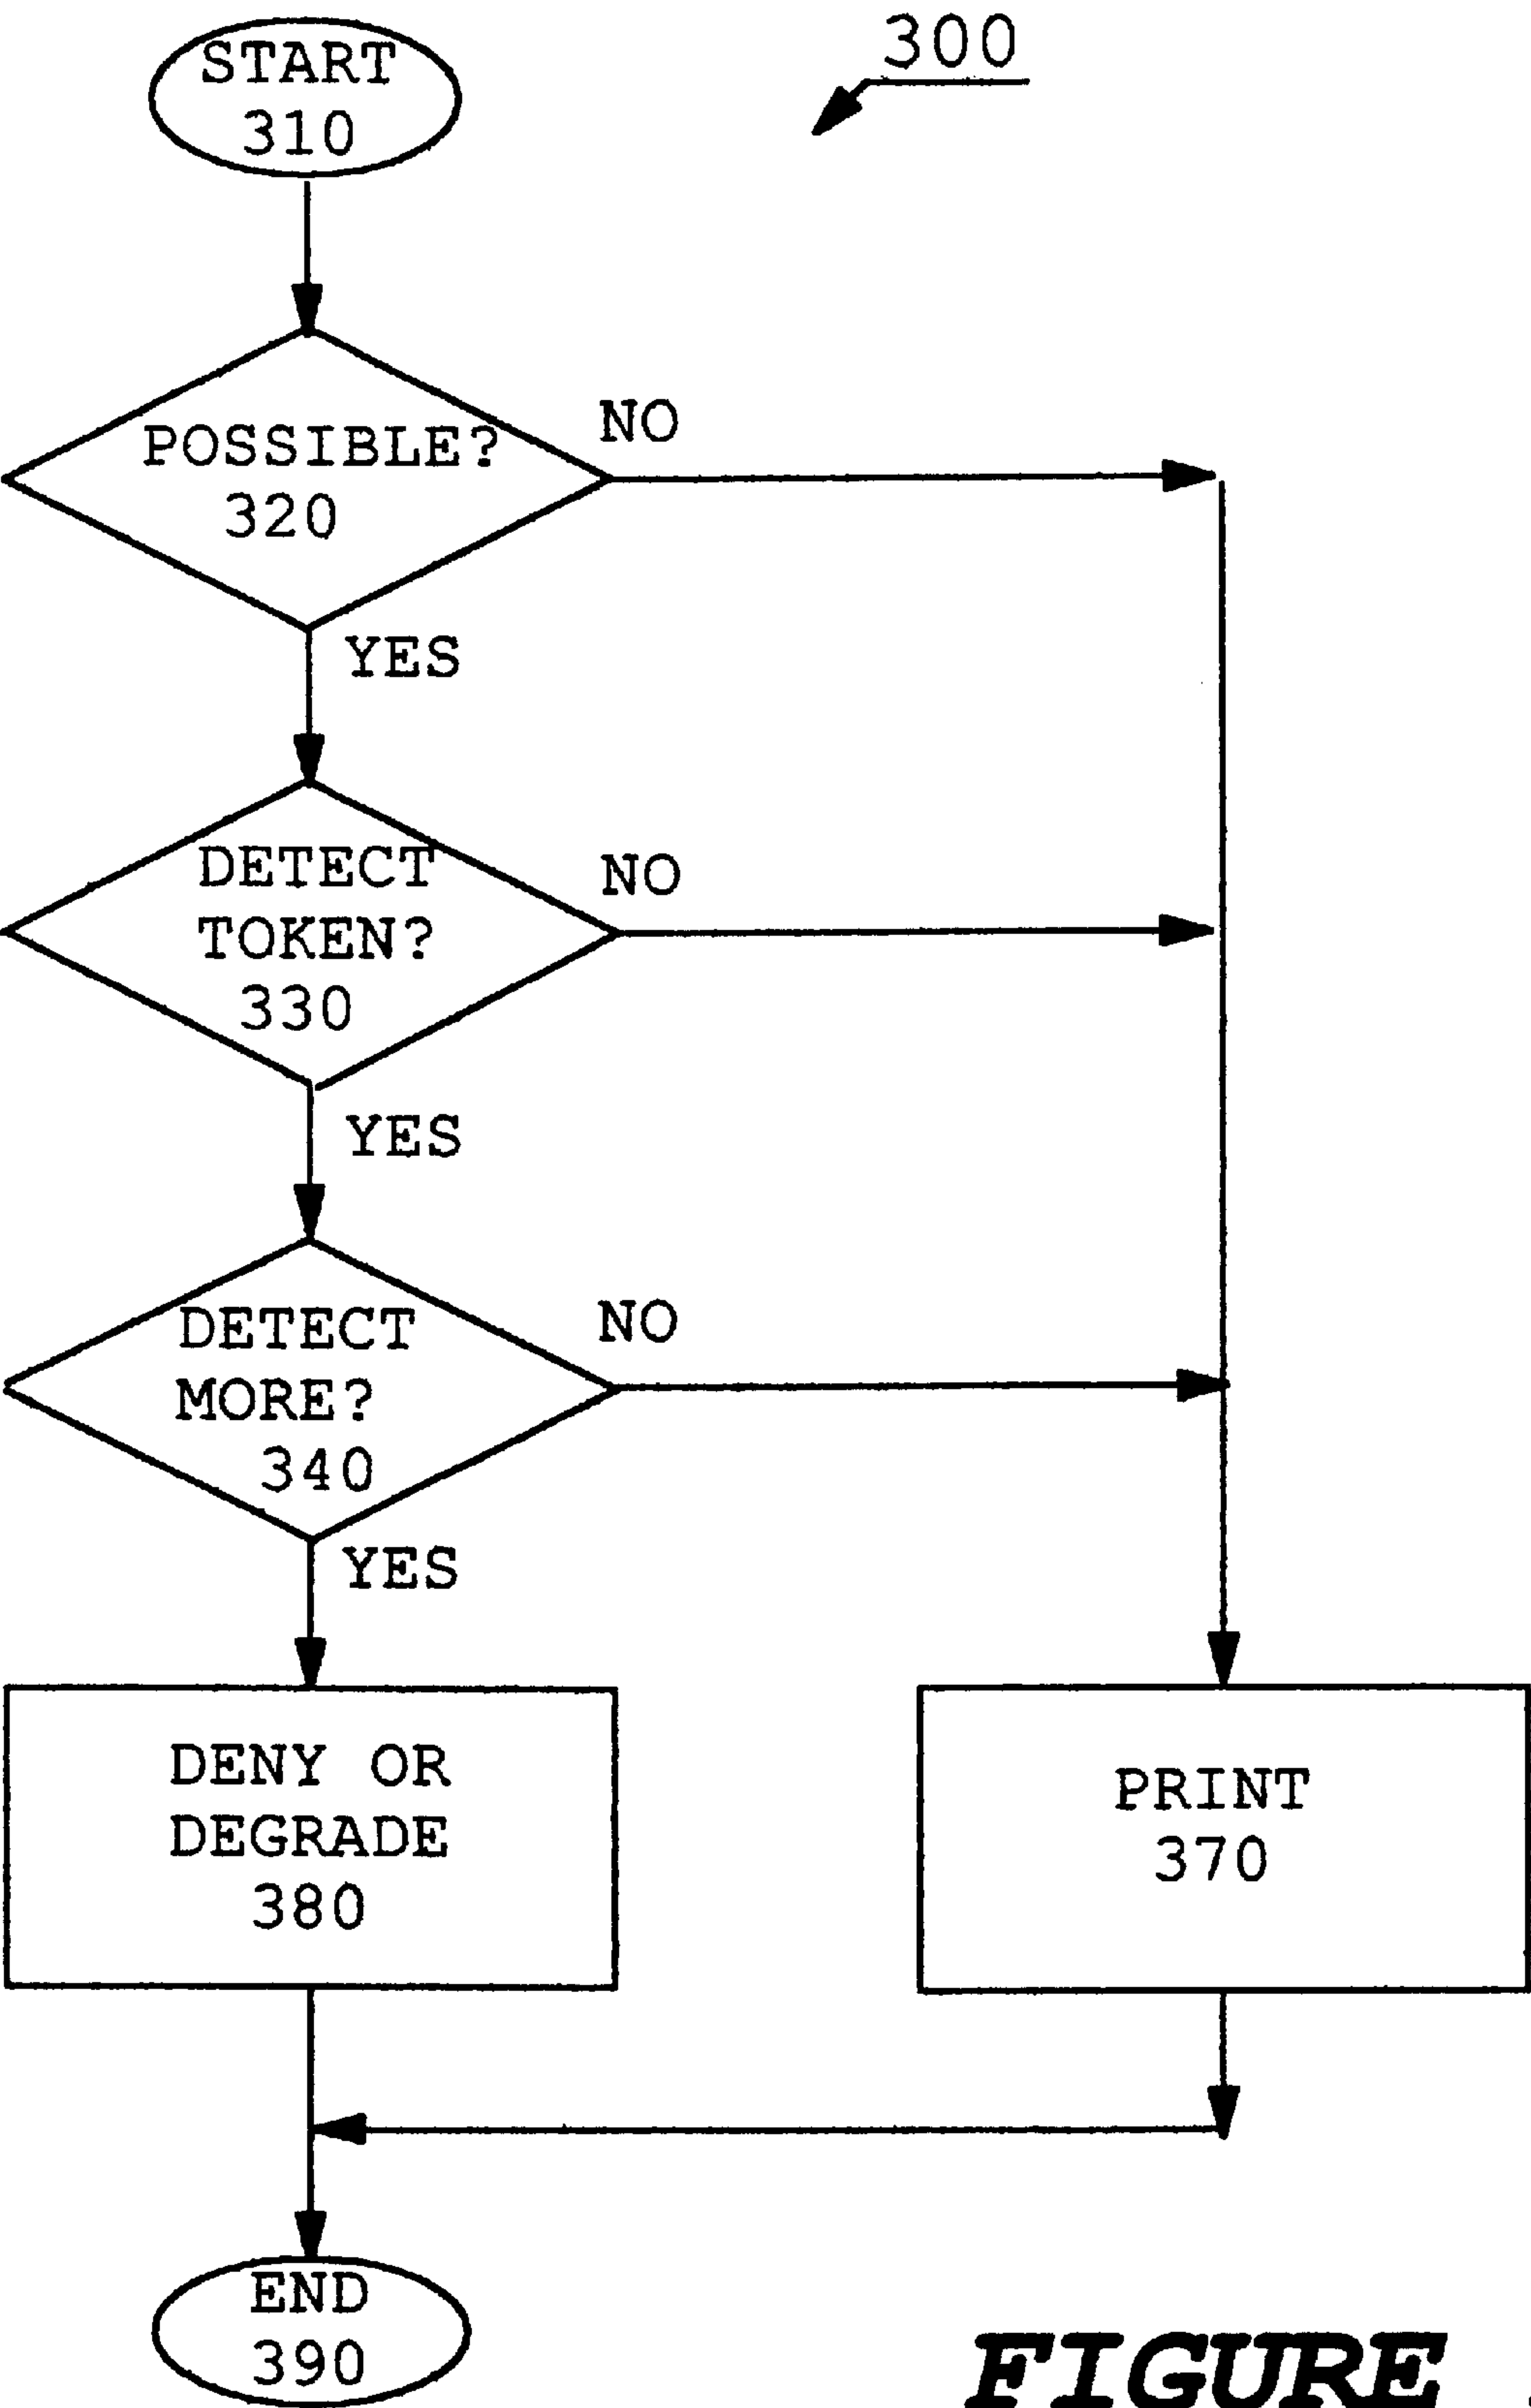 START
310
300
POSSIBLE?
320
NO
YES
DETECT
TOKEN?
330
NO
YES
DETECT
MORE?
340
NO
YES
DENY OR
DEGRADE
380
PRINT
370
END
390
FIGURE